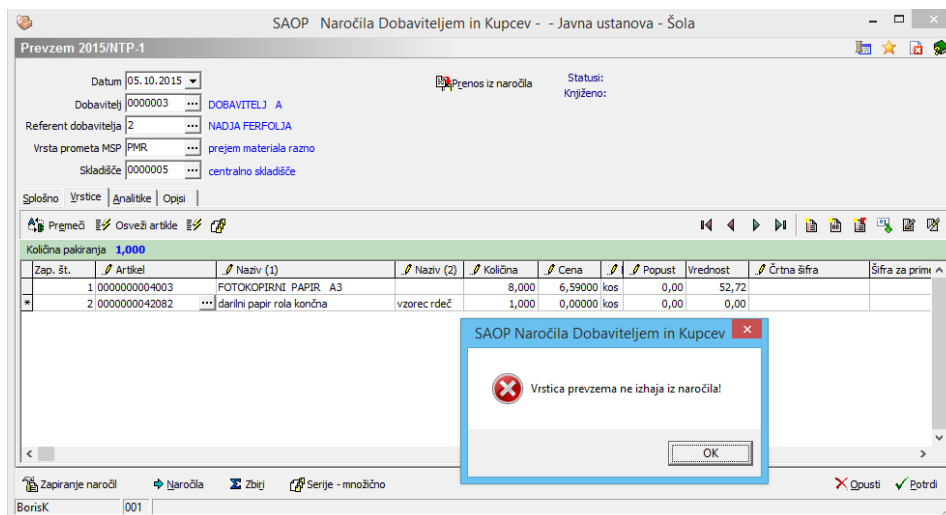 SAOP Naročila Dobaviteljem in Kupcev - - Javna ustanova - Šola
Prevzem 2015/NTP-1
Datum 05.10.2015
Prenos iz naročila
Statusi:
Knjiženo:
Dobavitelj 0000003 ... DOBAVITELJ A
Referent dobavitelja 2 ... NADJA FERFOLJA
Vrsta prometa MSP PMR ... prejem materiala razno
Skladišče 0000005 ... centralno skladišče
Splošno Vrstice Analitike Opisi
Premeči Osveži artikle
Količina pakiranja 1,000
Zap. št. Artikel Naziv (1) Naziv (2) Količina Cena Popust Vrednost Črtna šifra Šifra za prime
1 0000000004003 FOTOKOPIRNI PAPIR A3 8,000 6,59000 kos 0,00 52,72
* 2 0000000042082 ... darilni papir rola končna vzorec rdeč 1,000 0,00000 kos 0,00 0,00
SAOP Naročila Dobaviteljem in Kupcev
Vrstica prevzema ne izhaja iz naročila!
OK
Zapiranje naročil Naročila Zbirj Serije - množično Opusti Potrdi
BorisK 001